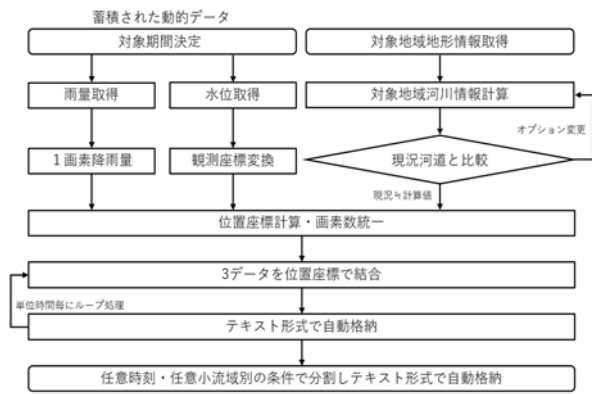 蓄積された動的データ
対象期間決定
対象地域地形情報取得
雨量取得
水位取得
対象地域河川情報計算
オプション変更
1画素降雨量
観測座標変換
現況河道と比較
現況≒計算値
位置座標計算・画素数統一
3データを位置座標で結合
単位時間毎にループ処理
テキスト形式で自動格納
任意時刻・任意小流域別の条件で分割しテキスト形式で自動格納